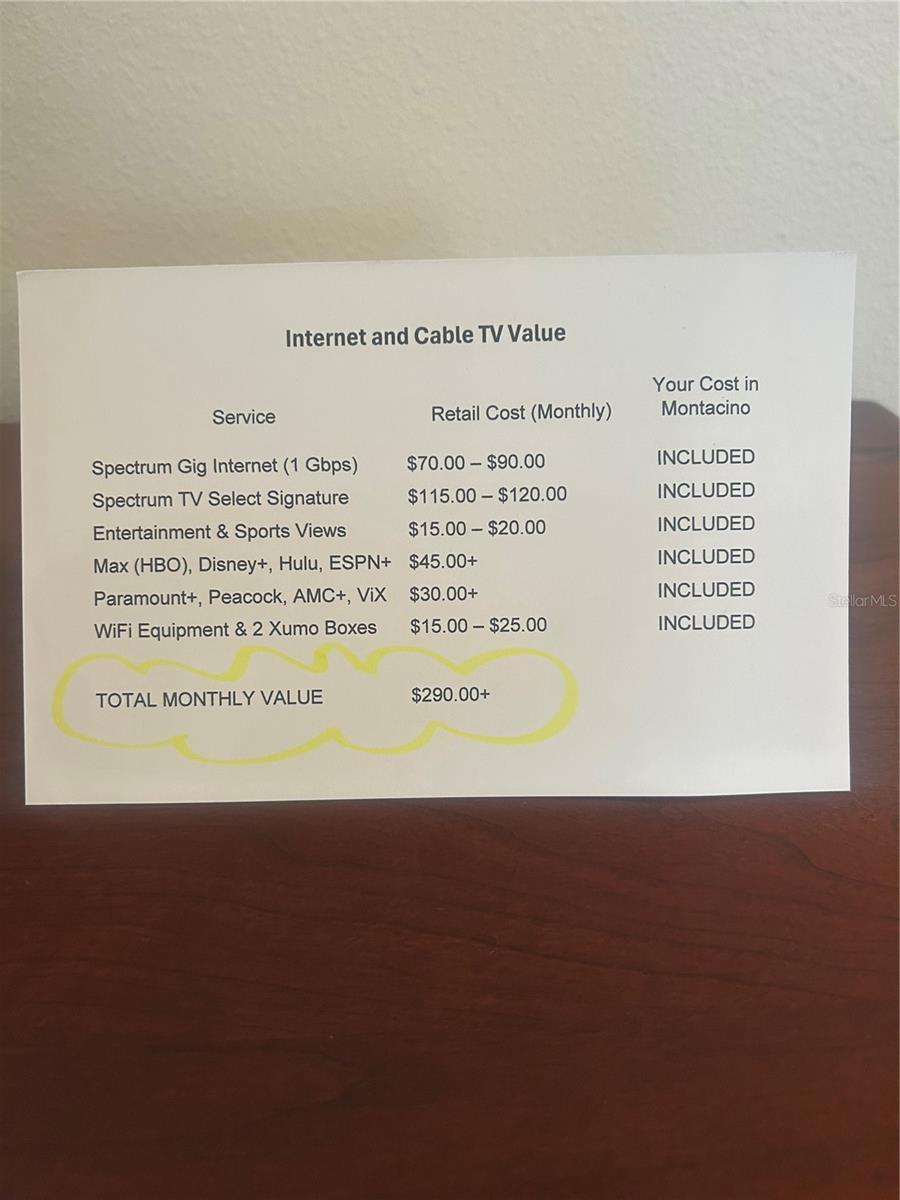 Internet and Cable TV Value
Service Retail Cost (Monthly) Your Cost in Montacino
Spectrum Gig Internet (1 Gbps) $70.00 – $90.00 INCLUDED
Spectrum TV Select Signature $115.00 – $120.00 INCLUDED
Entertainment & Sports Views $15.00 – $20.00 INCLUDED
Max (HBO), Disney+, Hulu, ESPN+ $45.00+ INCLUDED
Paramount+, Peacock, AMC+, ViX $30.00+ INCLUDED
WiFi Equipment & 2 Xumo Boxes $15.00 – $25.00 INCLUDED
TOTAL MONTHLY VALUE $290.00+
StellarMLS